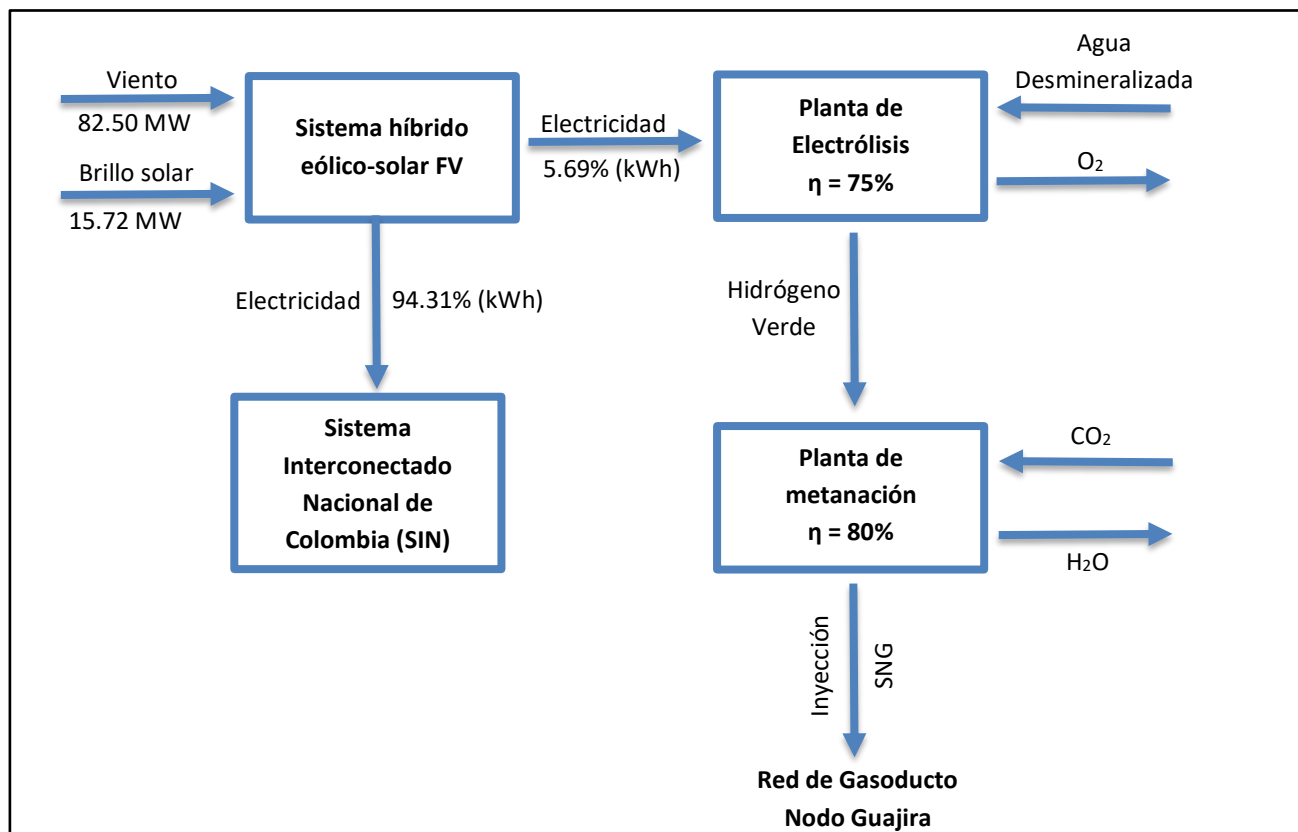 Viento
82.50 MW
Brillo solar
15.72 MW
Sistema híbrido
eólico-solar FV
Electricidad
5.69% (kWh)
Planta de
Electrólisis
η = 75%
Agua
Desmineralizada
O₂
Electricidad
94.31% (kWh)
Hidrógeno
Verde
Sistema
Interconectado
Nacional de
Colombia (SIN)
Planta de
metanación
η = 80%
CO₂
H₂O
Inyección
SNG
Red de Gasoducto
Nodo Guajira